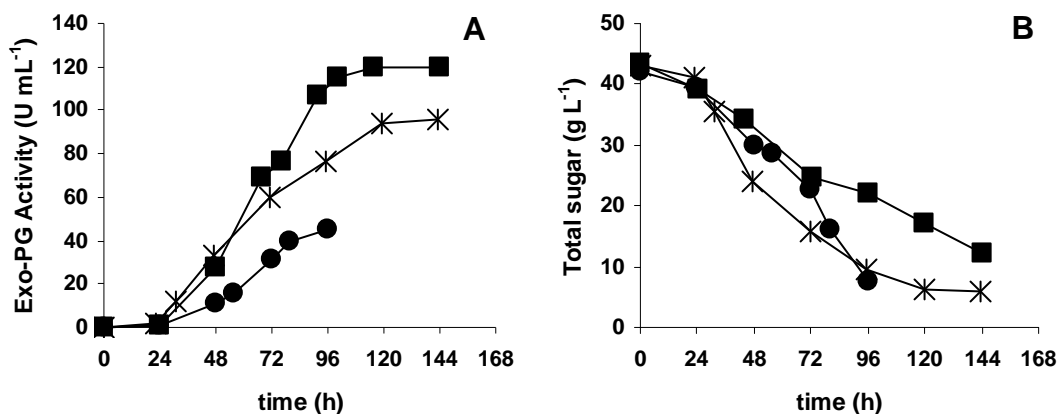 A
Exo-PG Activity (U mL⁻¹)
140
120
100
80
60
40
20
0
0 24 48 72 96 120 144 168
time (h)
B
Total sugar (g L⁻¹)
50
40
30
20
10
0
0 24 48 72 96 120 144 168
time (h)